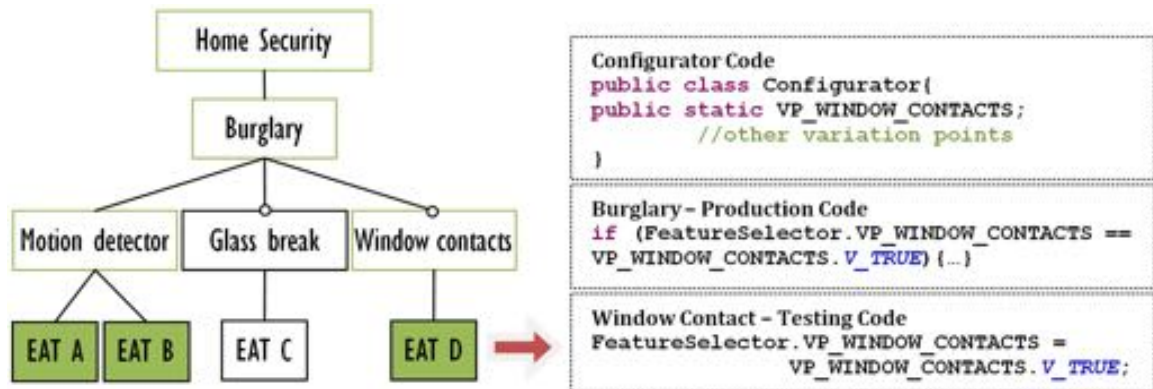 Home Security
Burglary
Motion detector
Glass break
Window contacts
EAT A
EAT B
EAT C
EAT D
Configurator Code
public class Configurator{
public static VP_WINDOW_CONTACTS;
//other variation points
}
Burglary – Production Code
if (FeatureSelector.VP_WINDOW_CONTACTS ==
VP_WINDOW_CONTACTS.V_TRUE){…}
Window Contact – Testing Code
FeatureSelector.VP_WINDOW_CONTACTS =
VP_WINDOW_CONTACTS.V_TRUE;